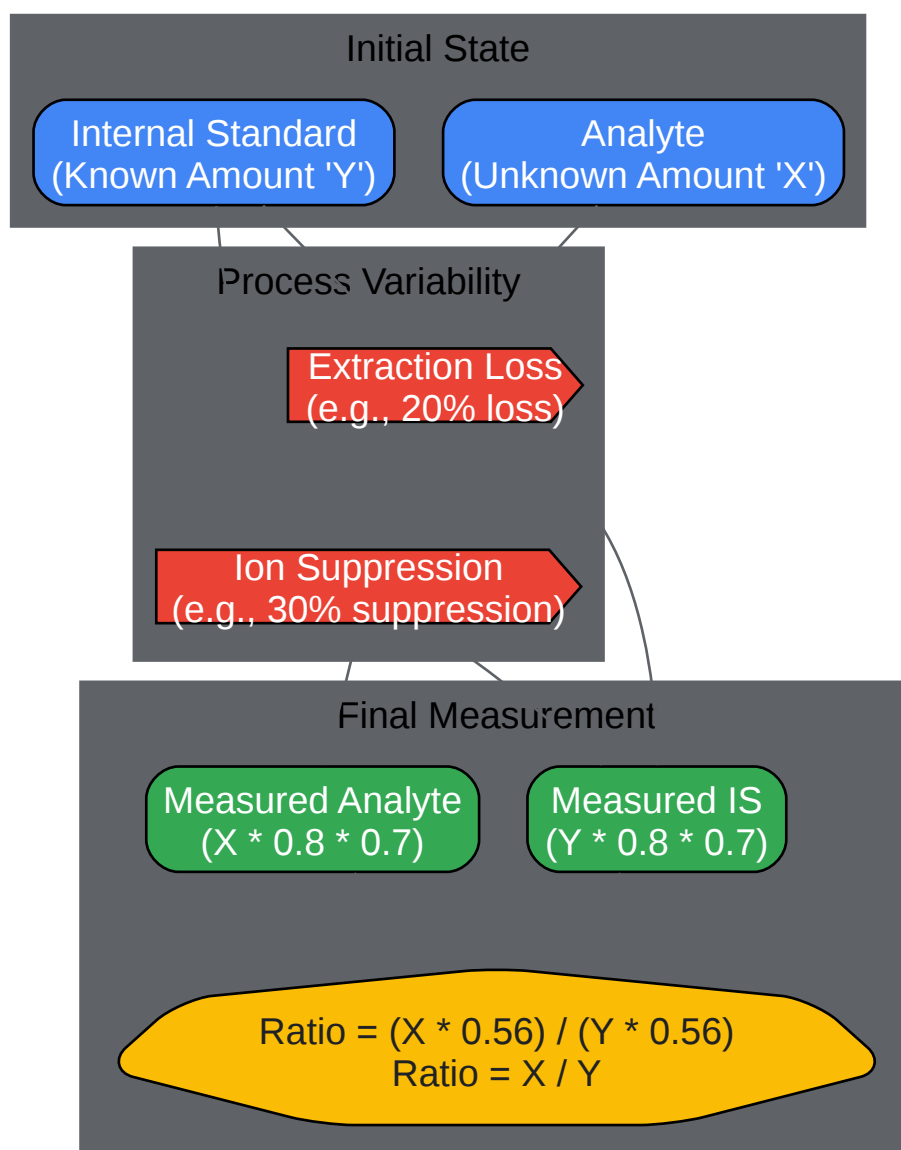 Initial State
Internal Standard
(Known Amount 'Y')
Analyte
(Unknown Amount 'X')
Process Variability
Extraction Loss
(e.g., 20% loss)
Ion Suppression
(e.g., 30% suppression)
Final Measurement
Measured Analyte
(X * 0.8 * 0.7)
Measured IS
(Y * 0.8 * 0.7)
Ratio = (X * 0.56) / (Y * 0.56)
Ratio = X / Y